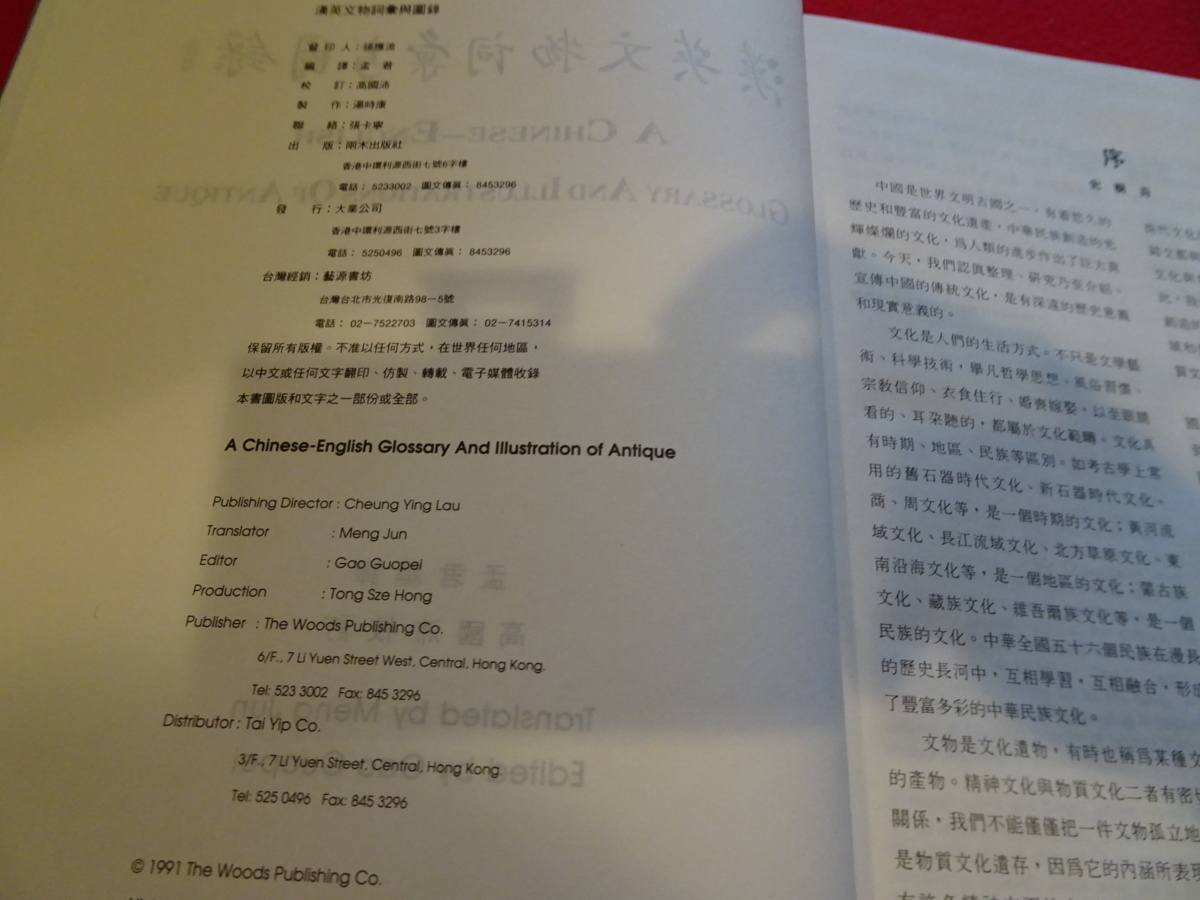 漢英文物詞彙與圖錄
發 印 人：張應流
編 譯：孟 君
校 訂：高國沛
製 作：湯時康
聯 絡：張卡寧
出 版：兩木出版社
香港中環利源西街七號6字樓
電話： 5233002 圖文傳眞： 8453296
發 行：大業公司
香港中環利源西街七號3字樓
電話： 5250496 圖文傳眞： 8453296
台灣經銷：藝源書坊
台灣台北市光復南路98－5號
電話： 02－7522703 圖文傳眞： 02－7415314
保留所有版權。不准以任何方式，在世界任何地區，
以中文或任何文字翻印、仿製、轉載、電子媒體收錄
本書圖版和文字之一部份或全部。
A Chinese-English Glossary And Illustration of Antique
Publishing Director : Cheung Ying Lau
Translator : Meng Jun
Editor : Gao Guopei
Production : Tong Sze Hong
Publisher : The Woods Publishing Co.
6/F., 7 Li Yuen Street West, Central, Hong Kong.
Tel: 523 3002 Fax: 845 3296
Distributor : Tai Yip Co.
3/F., 7 Li Yuen Street, Central, Hong Kong.
Tel: 525 0496 Fax: 845 3296
© 1991 The Woods Publishing Co.
序
中國是世界文明古國之一，有着悠久的
歷史和豐富的文化遺產，中華民族創造的光
輝燦爛的文化，爲人類的進步作出了巨大貢
獻。今天，我們認眞整理、研究乃至介紹、
宣傳中國的傳統文化，是有深遠的歷史意義
和現實意義的。
文化是人們的生活方式。不只是文學藝
術、科學技術，舉凡哲學思想、風俗習慣、
宗敎信仰、衣食住行、婚喪嫁娶，以至眼睛
看的、耳朶聽的，都屬於文化範疇。文化具
有時期、地區、民族等區別。如考古學上常
用的舊石器時代文化、新石器時代文化、
商、周文化等，是一個時期的文化；黃河流
域文化、長江流域文化、北方草原文化、東
南沿海文化等，是一個地區的文化；蒙古族
文化、藏族文化、維吾爾族文化等，是一個
民族的文化。中華全國五十六個民族在漫長
的歷史長河中，互相學習，互相融合，形成
了豐富多彩的中華民族文化。
文物是文化遺物，有時也稱爲某種文
的產物。精神文化與物質文化二者有密切
關係，我們不能僅僅把一件文物孤立地
是物質文化遺存，因爲它的內涵所表現